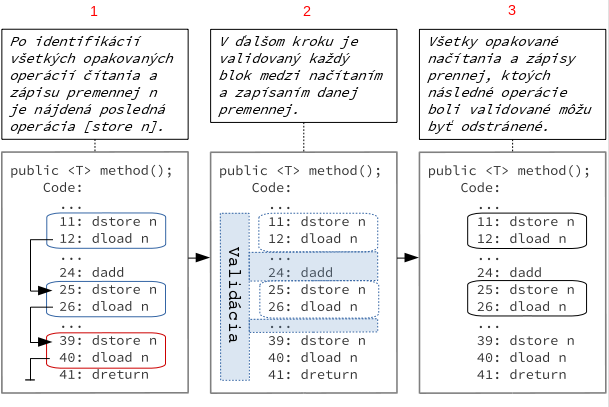 1
Po identifikácií
všetkých opakovaných
operácií čítania a
zápisu premennej n
je nájdená posledná
operácia [store n].
public <T> method();
Code:
...
11: dstore n
12: dload n
...
24: dadd
25: dstore n
26: dload n
...
39: dstore n
40: dload n
41: dreturn
2
V ďalšom kroku je
validovaný každý
blok medzi načítaním
a zapísaním danej
premennej.
public <T> method();
Code:
...
11: dstore n
12: dload n
...
24: dadd
25: dstore n
26: dload n
...
39: dstore n
40: dload n
41: dreturn
Validácia
3
Všetky opakované
načítania a zápisy
prennej, ktoých
následné operácie
boli validované môžu
byť odstránené.
public <T> method();
Code:
...
11: dstore n
12: dload n
...
24: dadd
25: dstore n
26: dload n
...
39: dstore n
40: dload n
41: dreturn